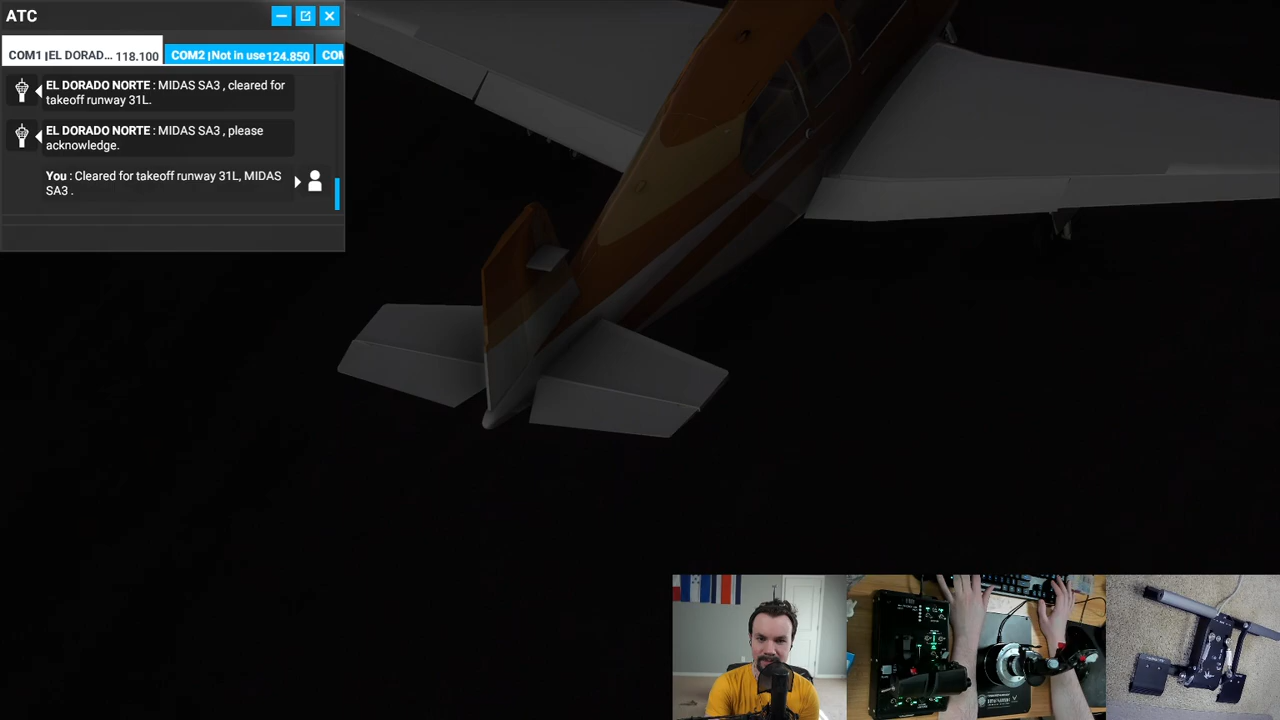 ATC
COM1 |EL DORAD... 118.100
COM2 |Not in use 124.850
COM
EL DORADO NORTE : MIDAS SA3 , cleared for
takeoff runway 31L.
EL DORADO NORTE : MIDAS SA3 , please
acknowledge.
You : Cleared for takeoff runway 31L, MIDAS
SA3 .